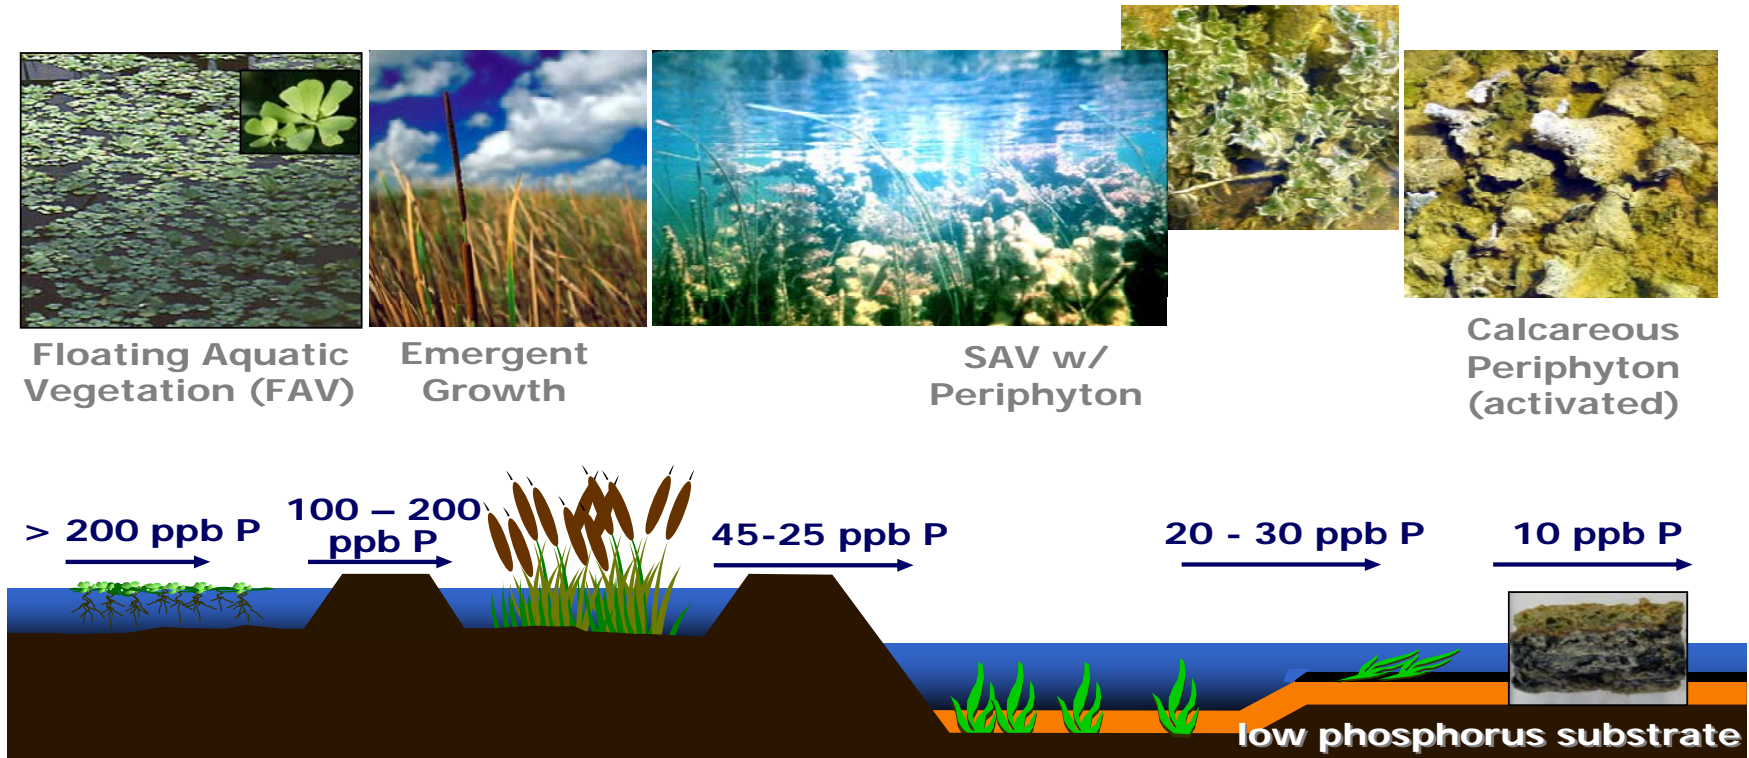 Floating Aquatic
Vegetation (FAV)
Emergent
Growth
SAV w/
Periphyton
Calcareous
Periphyton
(activated)
> 200 ppb P
100 – 200
ppb P
45-25 ppb P
20 - 30 ppb P
10 ppb P
low phosphorus substrate